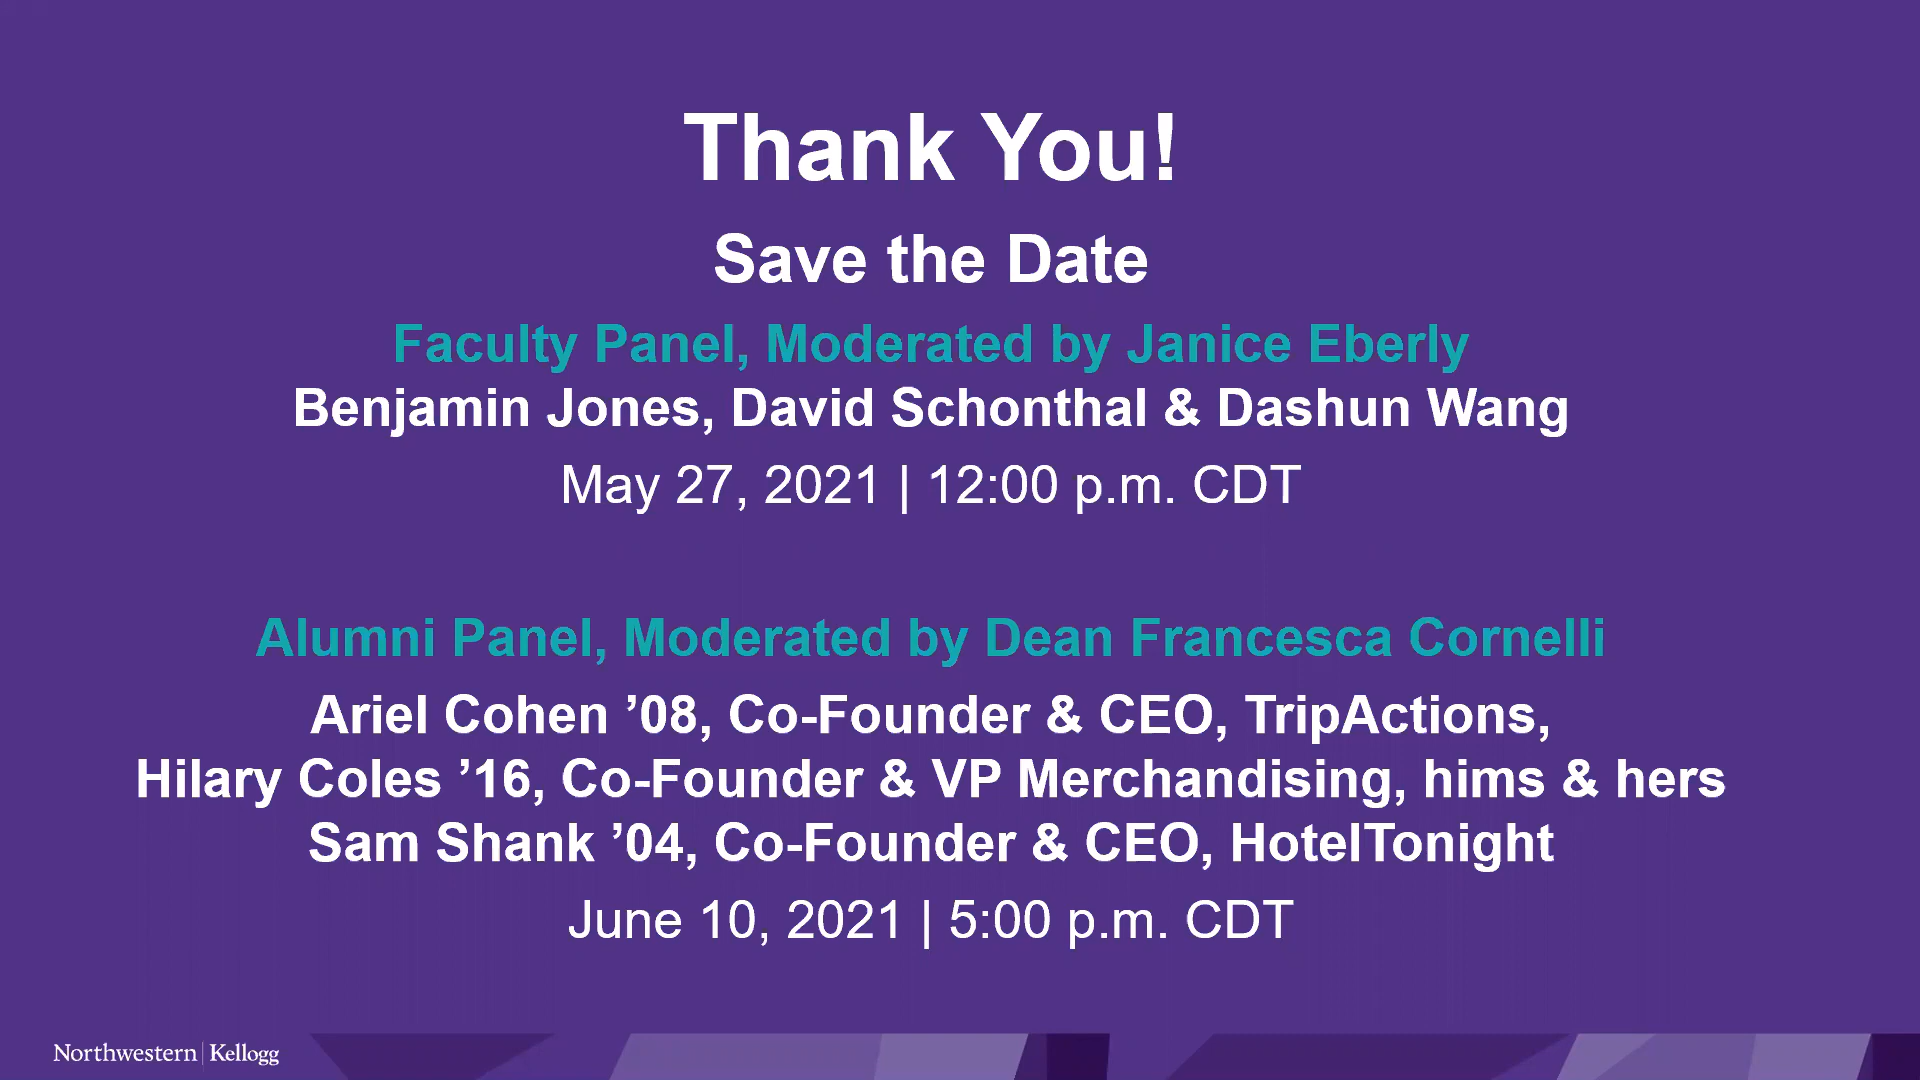 Thank You!
Save the Date
Faculty Panel, Moderated by Janice Eberly
Benjamin Jones, David Schonthal & Dashun Wang
May 27, 2021 | 12:00 p.m. CDT
Alumni Panel, Moderated by Dean Francesca Cornelli
Ariel Cohen ’08, Co-Founder & CEO, TripActions,
Hilary Coles ’16, Co-Founder & VP Merchandising, hims & hers
Sam Shank ’04, Co-Founder & CEO, HotelTonight
June 10, 2021 | 5:00 p.m. CDT
Northwestern | Kellogg